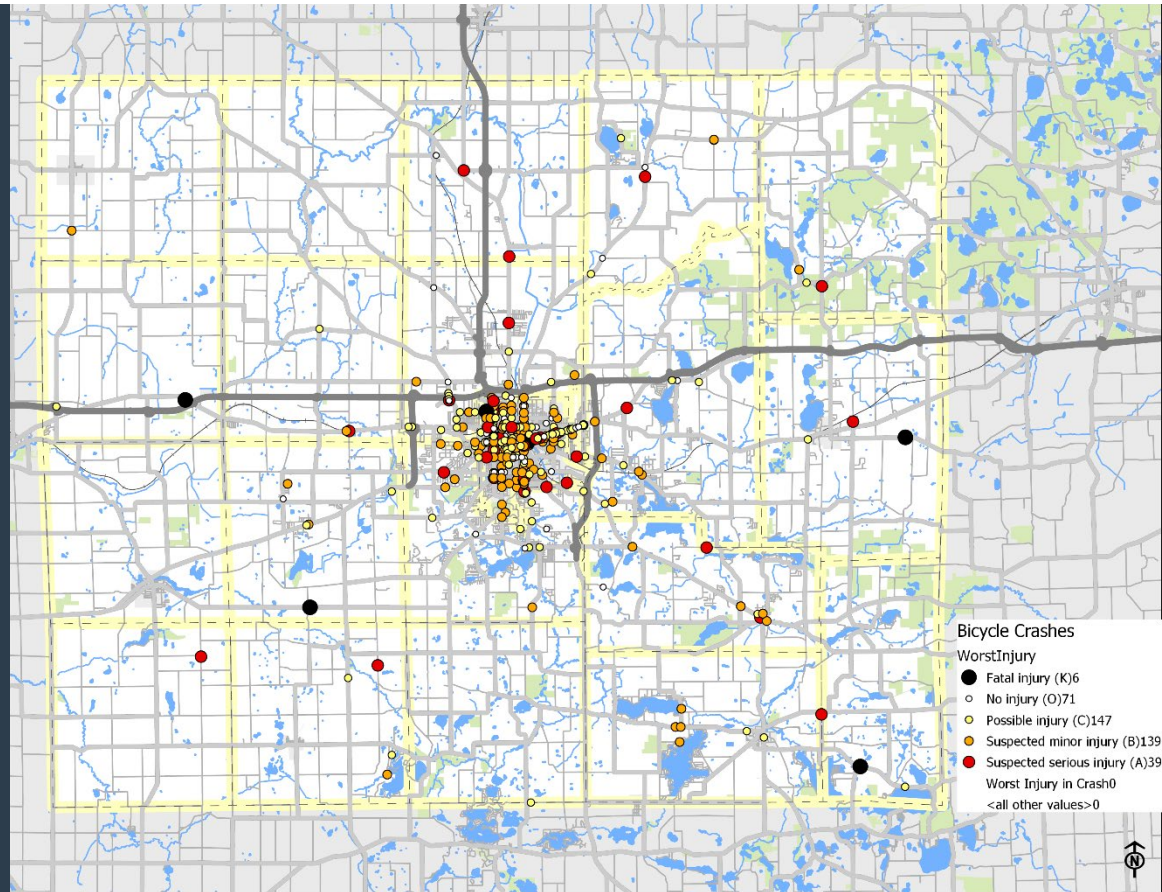 Bicycle Crashes
WorstInjury
Fatal injury (K)6
No injury (O)71
Possible injury (C)147
Suspected minor injury (B)139
Suspected serious injury (A)39
Worst Injury in Crash0
<all other values>0
N